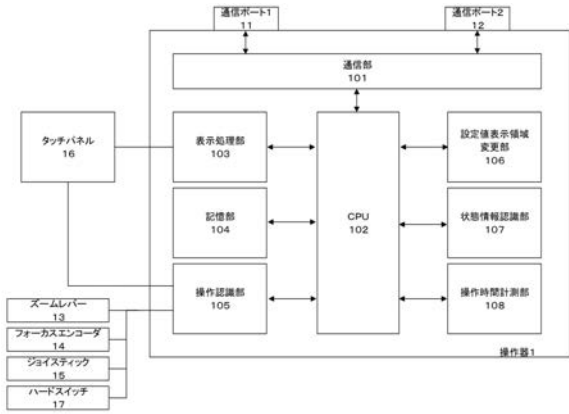 通信ポート1
11
通信ポート2
12
通信部
101
タッチパネル
16
表示処理部
103
CPU
102
設定値表示領域
変更部
106
記憶部
104
状態情報認識部
107
操作認識部
105
操作時間計測部
108
ズームレバー
13
フォーカスエンコーダ
14
ジョイスティック
15
ハードスイッチ
17
操作器1